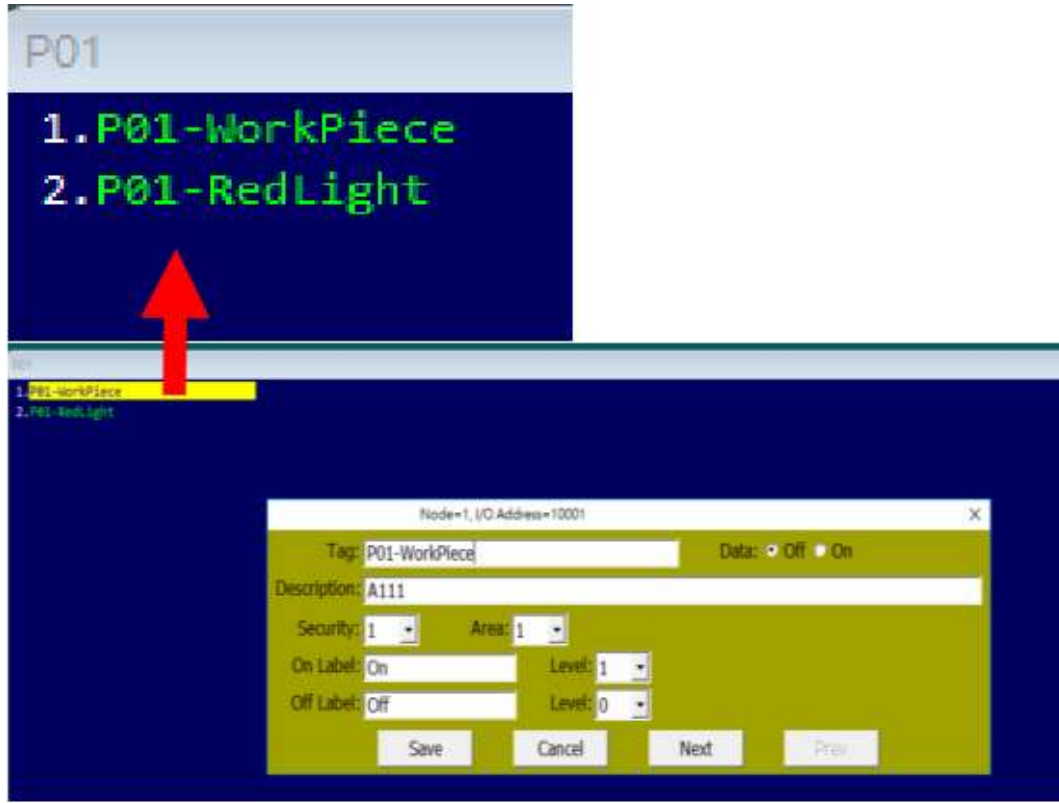 P01
1.P01-WorkPiece
2.P01-RedLight
1.P01-WorkPiece
2.P01-RedLight
Node=1, I/O Address=10001
Tag: P01-WorkPiece Data: Off On
Description: A111
Security: 1 Area: 1
On Label: On Level: 1
Off Label: Off Level: 0
Save Cancel Next Prev